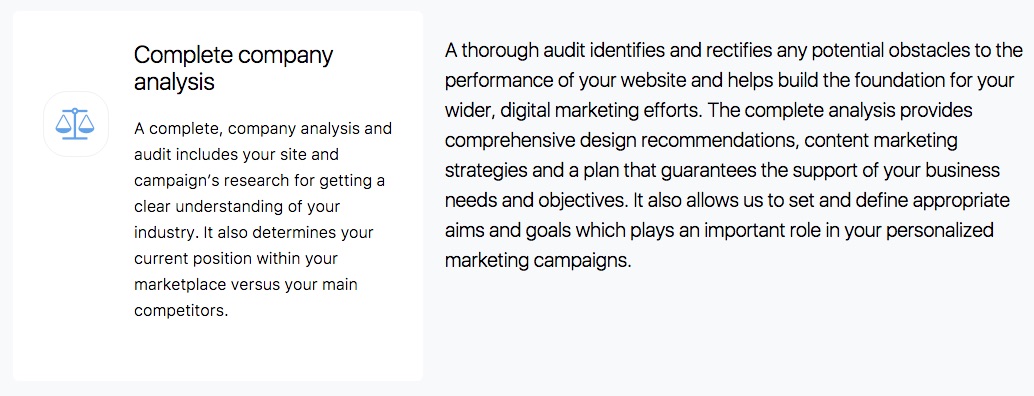 Complete company
analysis
A complete, company analysis and
audit includes your site and
campaign’s research for getting a
clear understanding of your
industry. It also determines your
current position within your
marketplace versus your main
competitors.
A thorough audit identifies and rectifies any potential obstacles to the
performance of your website and helps build the foundation for your
wider, digital marketing efforts. The complete analysis provides
comprehensive design recommendations, content marketing
strategies and a plan that guarantees the support of your business
needs and objectives. It also allows us to set and define appropriate
aims and goals which plays an important role in your personalized
marketing campaigns.